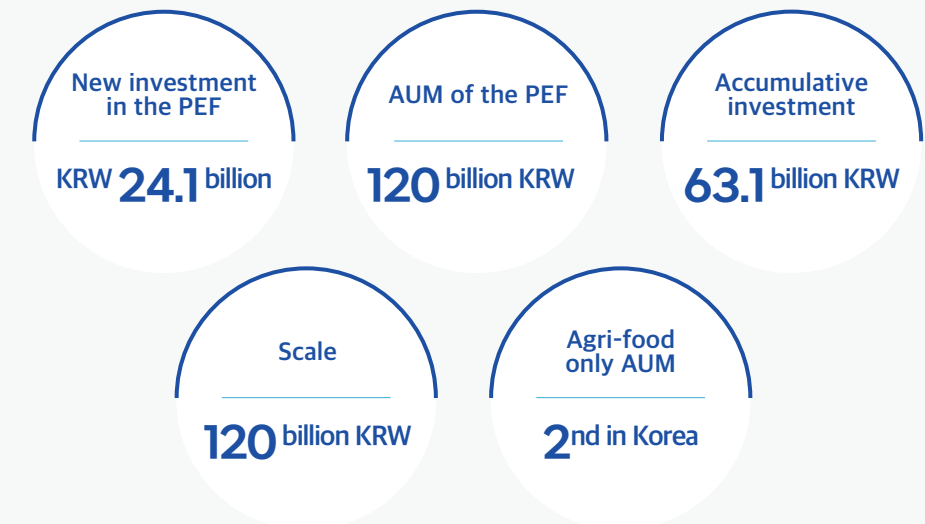 New investment
in the PEF
KRW 24.1 billion
AUM of the PEF
120 billion KRW
Accumulative
investment
63.1 billion KRW
Scale
120 billion KRW
Agri-food
only AUM
2nd in Korea